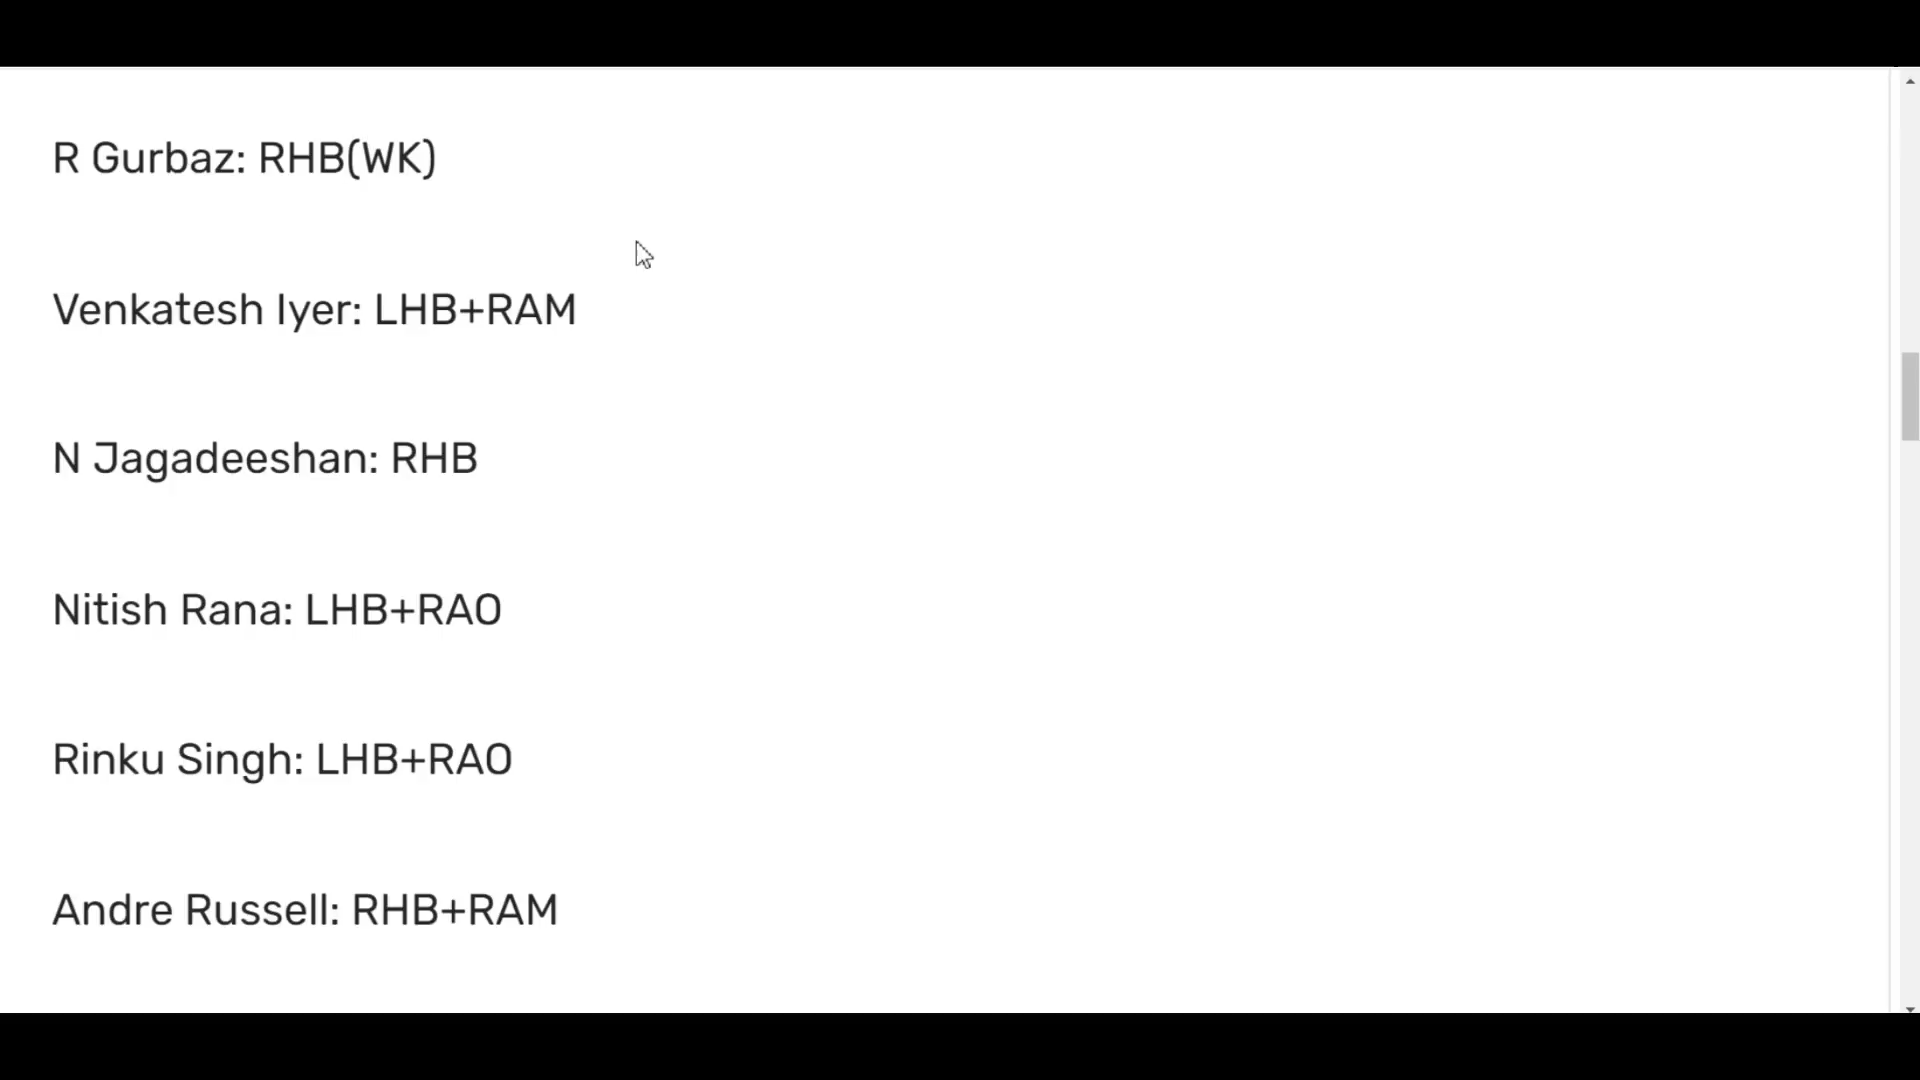 R Gurbaz: RHB(WK)
Venkatesh Iyer: LHB+RAM
N Jagadeeshan: RHB
Nitish Rana: LHB+RAO
Rinku Singh: LHB+RAO
Andre Russell: RHB+RAM